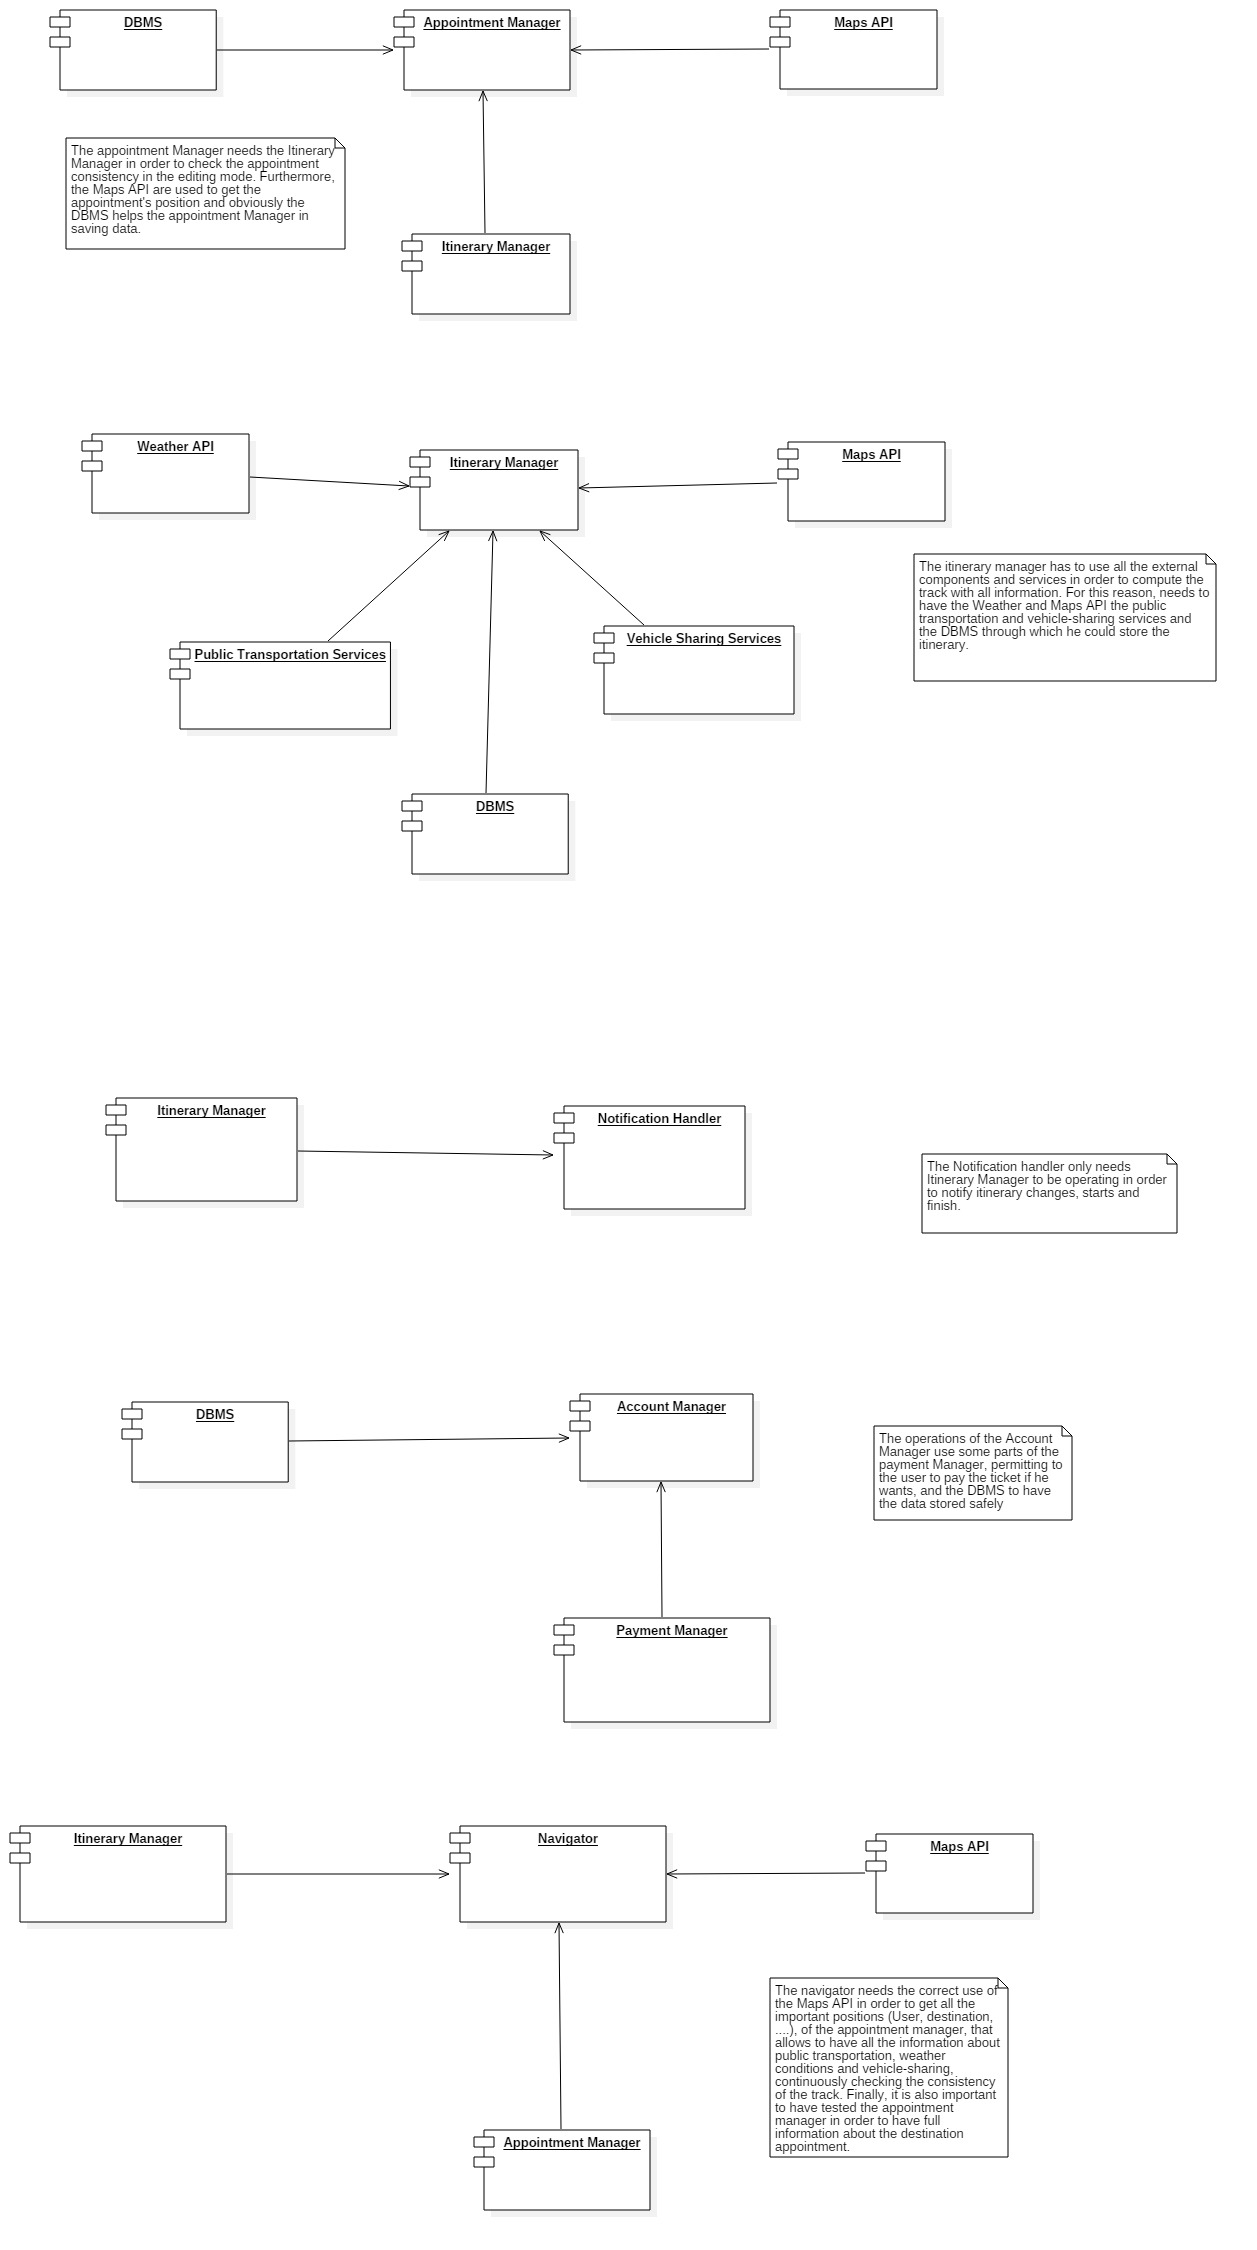 DBMS
Appointment Manager
Maps API
The appointment Manager needs the Itinerary
Manager in order to check the appointment
consistency in the editing mode. Furthermore,
the Maps API are used to get the
appointment's position and obviously the
DBMS helps the appointment Manager in
saving data.
Itinerary Manager
Weather API
Itinerary Manager
Maps API
The itinerary manager has to use all the external
components and services in order to compute the
track with all information. For this reason, needs to
have the Weather and Maps API the public
transportation and vehicle-sharing services and
the DBMS through which he could store the
itinerary.
Public Transportation Services
Vehicle Sharing Services
DBMS
Itinerary Manager
Notification Handler
The Notification handler only needs
Itinerary Manager to be operating in order
to notify itinerary changes, starts and
finish.
DBMS
Account Manager
The operations of the Account
Manager use some parts of the
payment Manager, permitting to
the user to pay the ticket if he
wants, and the DBMS to have
the data stored safely
Payment Manager
Itinerary Manager
Navigator
Maps API
The navigator needs the correct use of
the Maps API in order to get all the
important positions (User, destination,
....), of the appointment manager, that
allows to have all the information about
public transportation, weather
conditions and vehicle-sharing,
continuously checking the consistency
of the track. Finally, it is also important
to have tested the appointment
manager in order to have full
information about the destination
appointment.
Appointment Manager